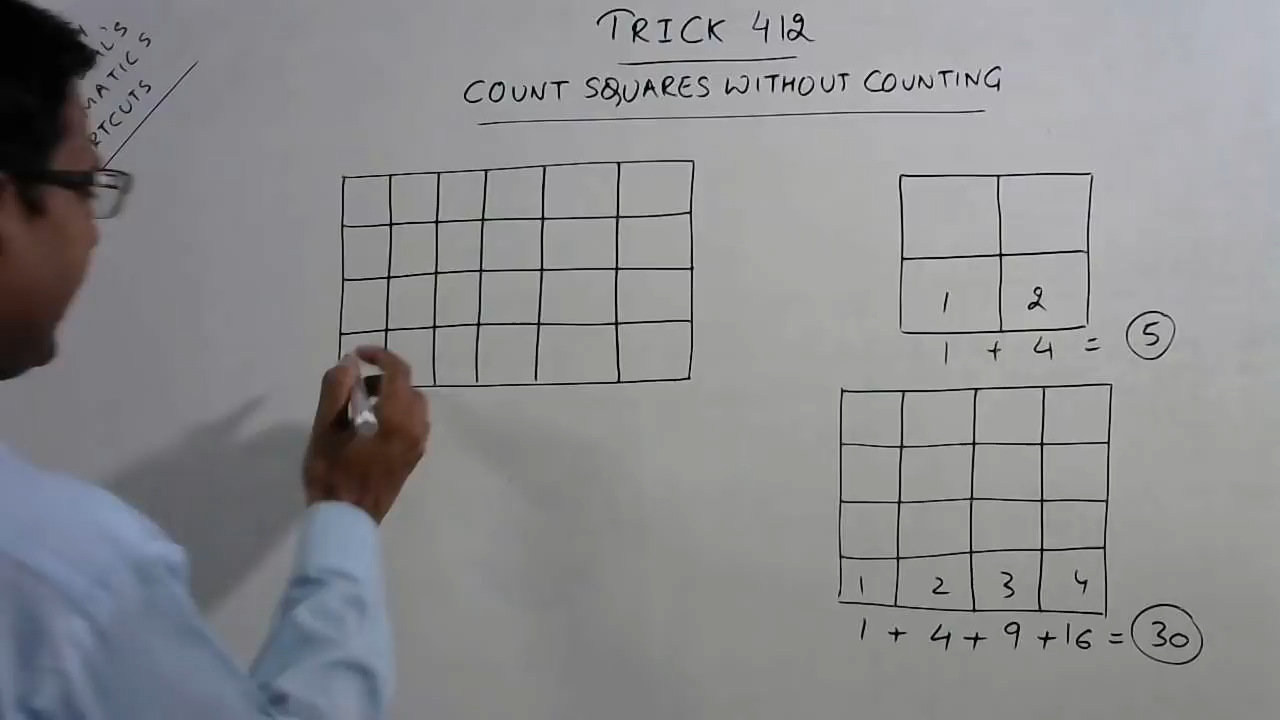 TRICK 412
COUNT SQUARES WITHOUT COUNTING
1 2
1 + 4 = 5
1 2 3 4
1 + 4 + 9 + 16 = 30